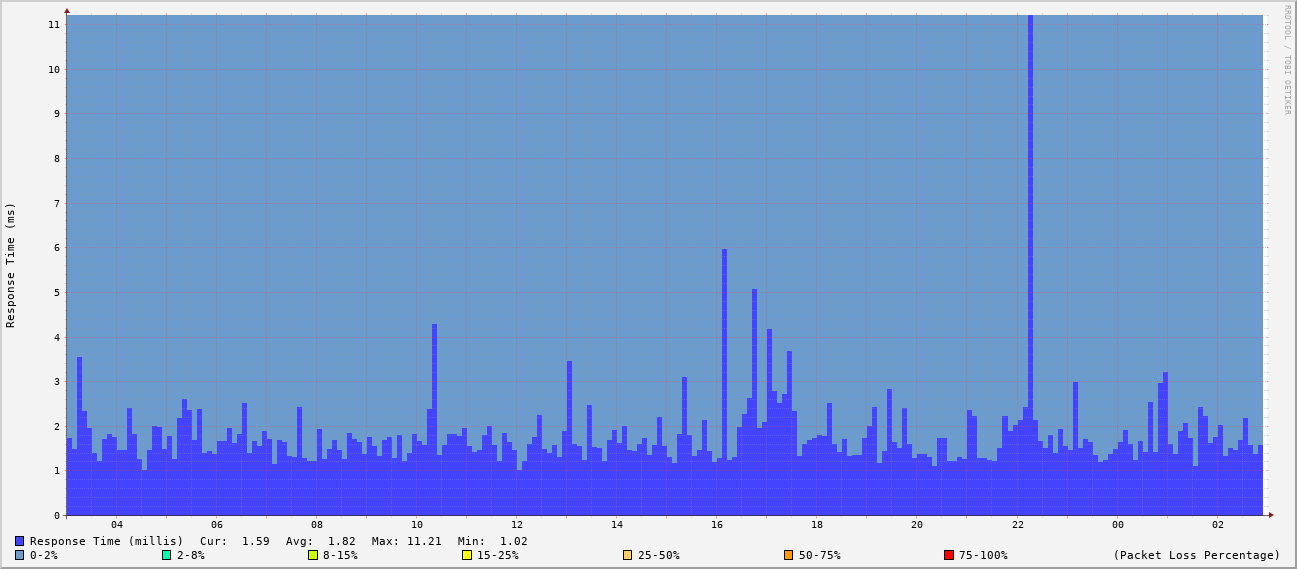 RRDTOOL / TOBI OETIKER
Response Time (ms)
11
10
9
8
7
6
5
4
3
2
1
0
04 06 08 10 12 14 16 18 20 22 00 02
Response Time (millis) Cur: 1.59 Avg: 1.82 Max: 11.21 Min: 1.02
0-2% 2-8% 8-15% 15-25% 25-50% 50-75% 75-100% (Packet Loss Percentage)